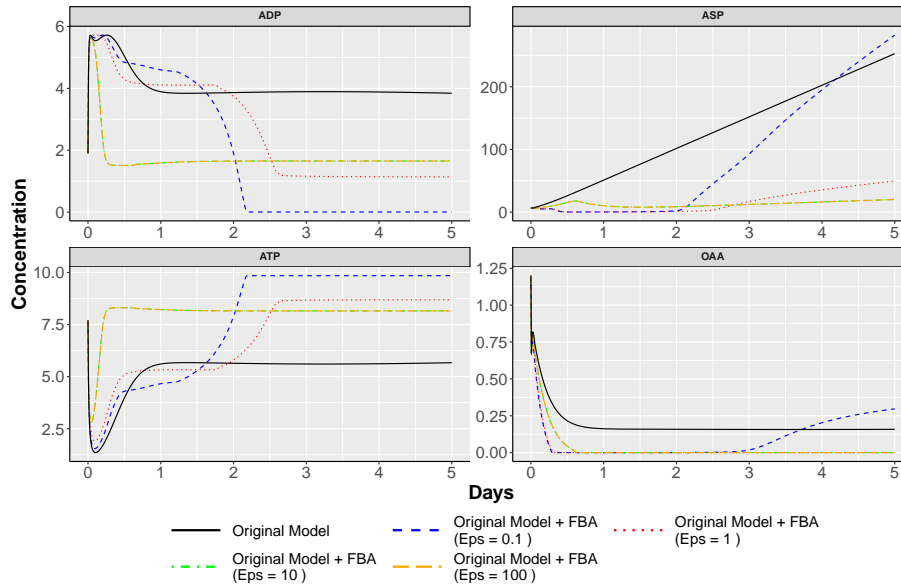 ADP
ASP
6
4
2
0
200
100
0
0
1
2
3
4
5
0
1
2
3
4
5
Concentration
ATP
OAA
10.0
7.5
5.0
2.5
1.25
1.00
0.75
0.50
0.25
0.00
0
1
2
3
4
5
0
1
2
3
4
5
Days
Original Model
Original Model + FBA
(Eps = 0.1 )
Original Model + FBA
(Eps = 1 )
Original Model + FBA
(Eps = 10 )
Original Model + FBA
(Eps = 100 )